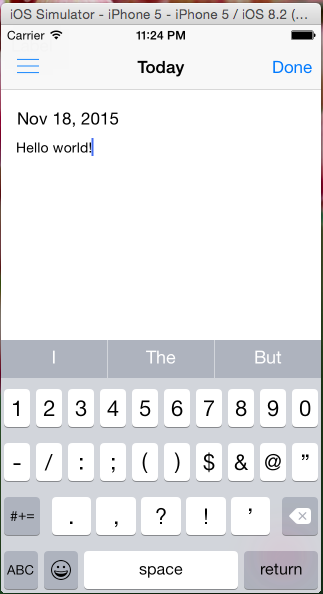 iOS Simulator - iPhone 5 - iPhone 5 / iOS 8.2 (...
Carrier 11:24 PM
Today Done
Nov 18, 2015
Hello world!
I The But
1 2 3 4 5 6 7 8 9 0
- / : ; ( ) $ & @ ”
#+= . , ? ! ’
ABC space return